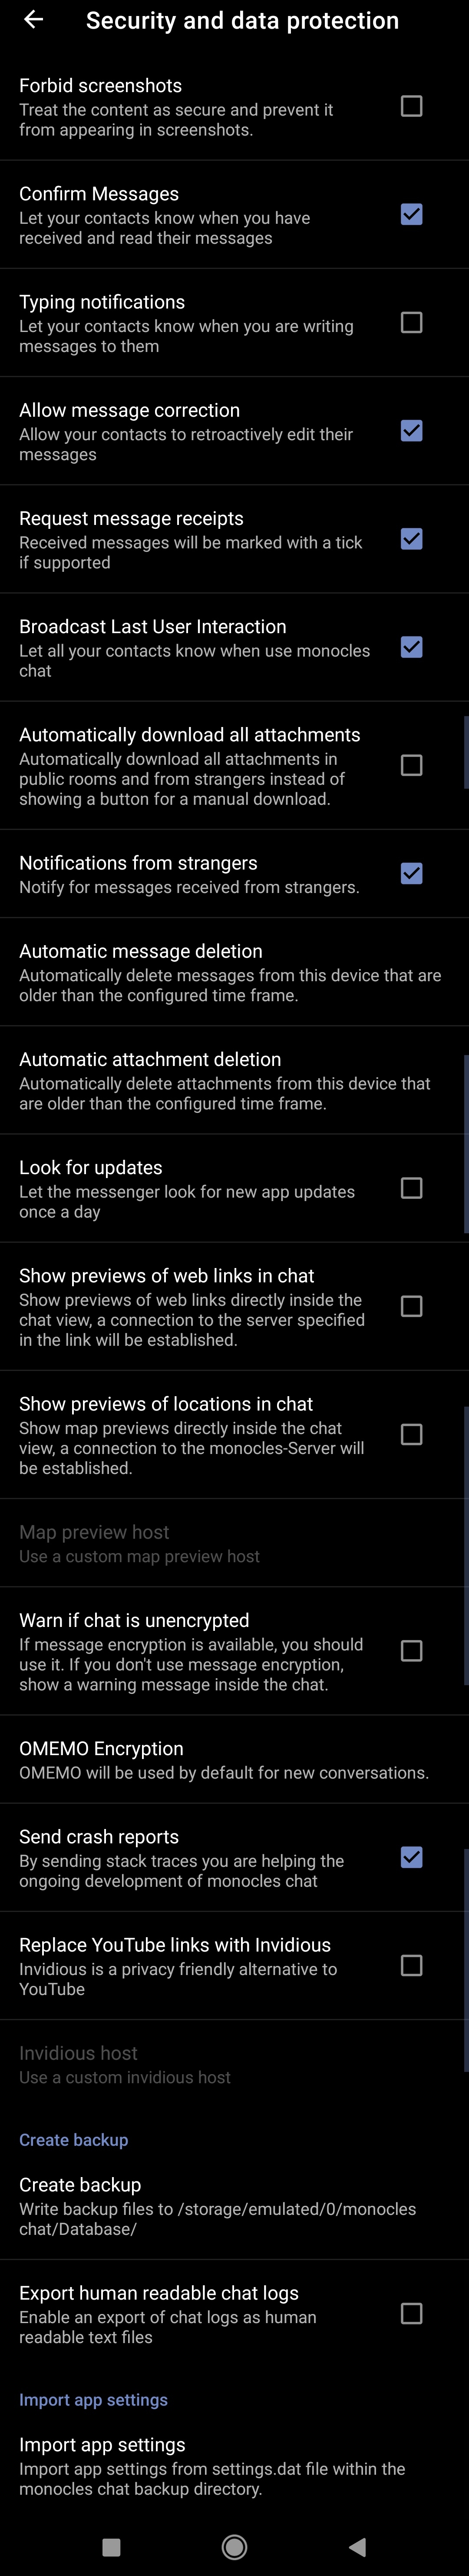 Security and data protection
Forbid screenshots
Treat the content as secure and prevent it
from appearing in screenshots.
Confirm Messages
Let your contacts know when you have
received and read their messages
Typing notifications
Let your contacts know when you are writing
messages to them
Allow message correction
Allow your contacts to retroactively edit their
messages
Request message receipts
Received messages will be marked with a tick
if supported
Broadcast Last User Interaction
Let all your contacts know when use monocles
chat
Automatically download all attachments
Automatically download all attachments in
public rooms and from strangers instead of
showing a button for a manual download.
Notifications from strangers
Notify for messages received from strangers.
Automatic message deletion
Automatically delete messages from this device that are
older than the configured time frame.
Automatic attachment deletion
Automatically delete attachments from this device that
are older than the configured time frame.
Look for updates
Let the messenger look for new app updates
once a day
Show previews of web links in chat
Show previews of web links directly inside the
chat view, a connection to the server specified
in the link will be established.
Show previews of locations in chat
Show map previews directly inside the chat
view, a connection to the monocles-Server will
be established.
Map preview host
Use a custom map preview host
Warn if chat is unencrypted
If message encryption is available, you should
use it. If you don't use message encryption,
show a warning message inside the chat.
OMEMO Encryption
OMEMO will be used by default for new conversations.
Send crash reports
By sending stack traces you are helping the
ongoing development of monocles chat
Replace YouTube links with Invidious
Invidious is a privacy friendly alternative to
YouTube
Invidious host
Use a custom invidious host
Create backup
Create backup
Write backup files to /storage/emulated/0/monocles
chat/Database/
Export human readable chat logs
Enable an export of chat logs as human
readable text files
Import app settings
Import app settings
Import app settings from settings.dat file within the
monocles chat backup directory.